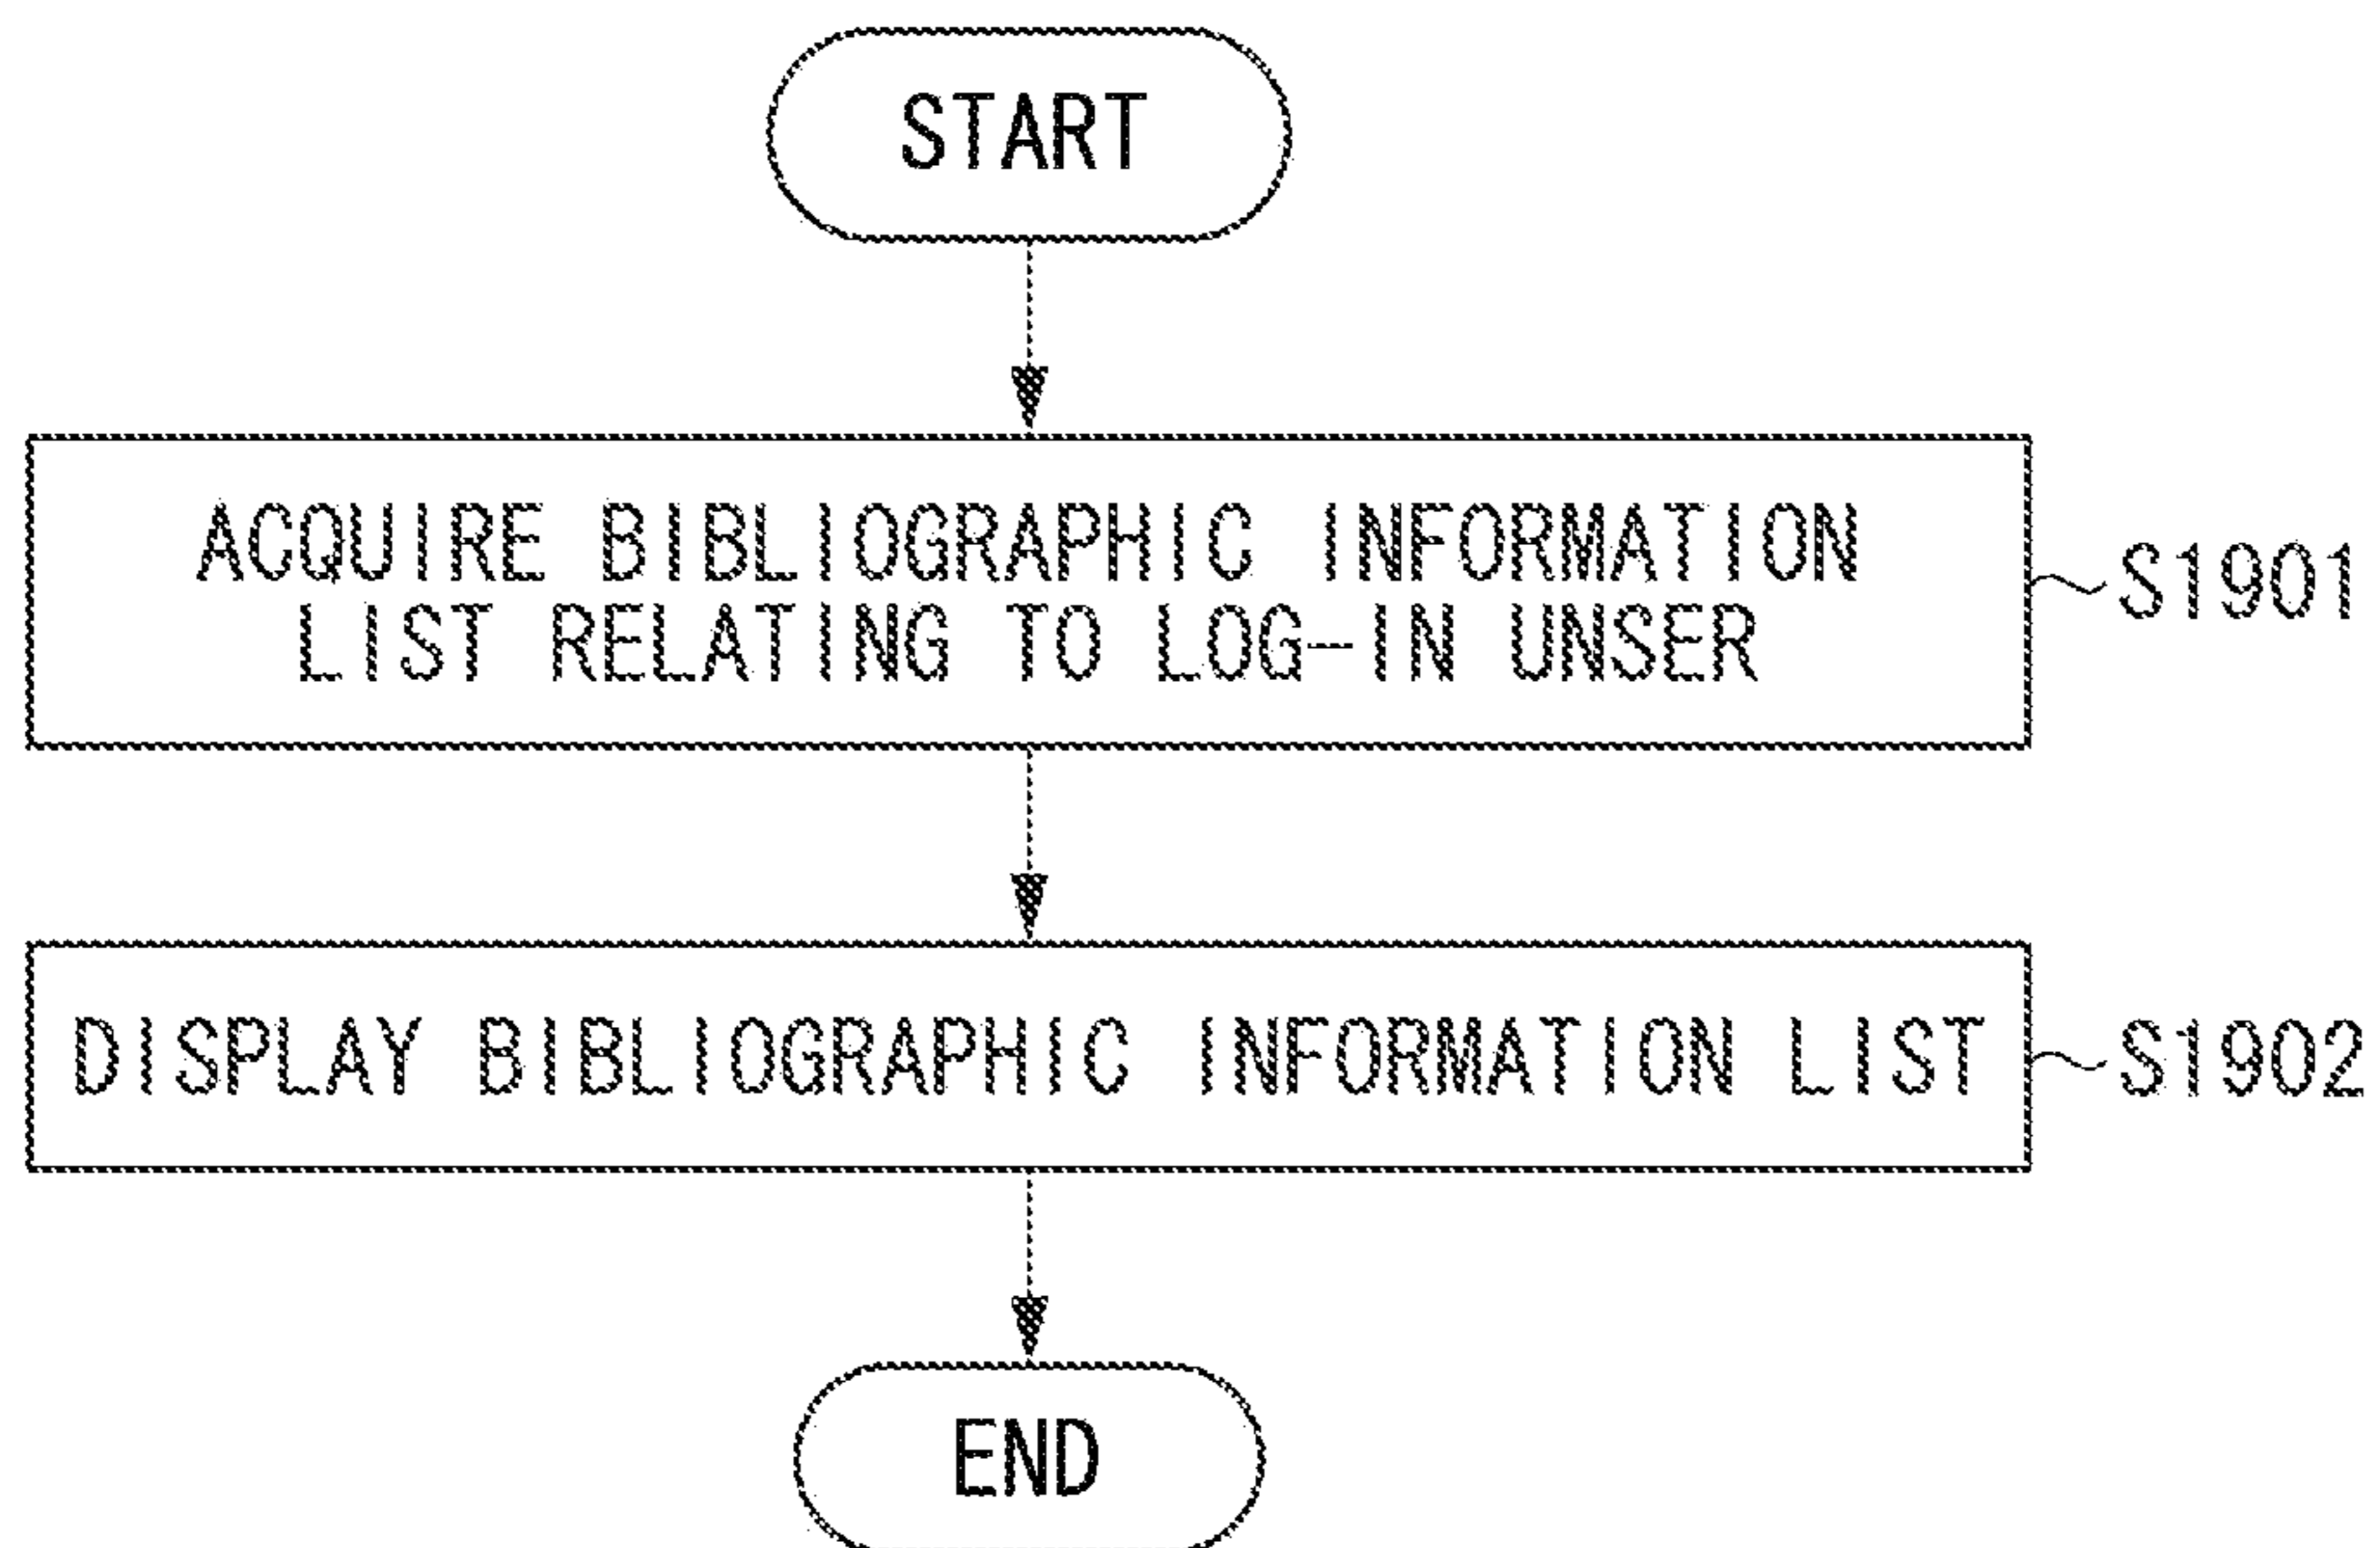 START
ACQUIRE BIBLIOGRAPHIC INFORMATION
LIST RELATING TO LOG-IN UNSER
S1901
DISPLAY BIBLIOGRAPHIC INFORMATION LIST
S1902
END